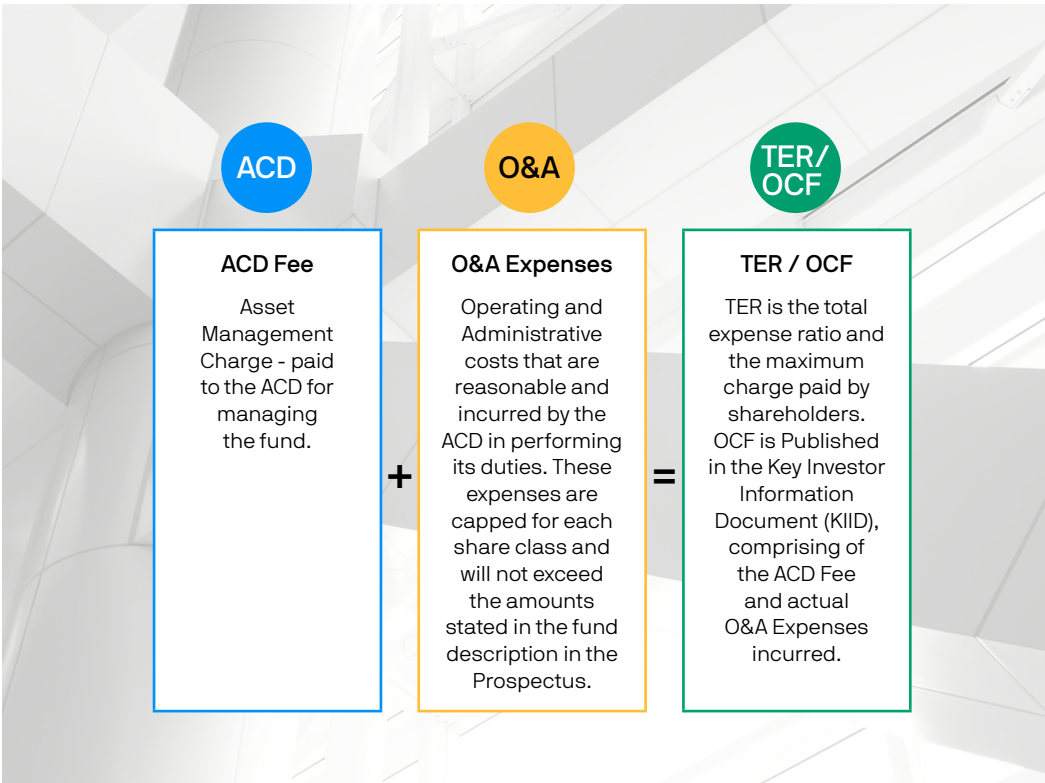 ACD
O&A
TER/
OCF
ACD Fee
Asset
Management
Charge - paid
to the ACD for
managing
the fund.
+
O&A Expenses
Operating and
Administrative
costs that are
reasonable and
incurred by the
ACD in performing
its duties. These
expenses are
capped for each
share class and
will not exceed
the amounts
stated in the fund
description in the
Prospectus.
=
TER / OCF
TER is the total
expense ratio and
the maximum
charge paid by
shareholders.
OCF is Published
in the Key Investor
Information
Document (KIID),
comprising of
the ACD Fee
and actual
O&A Expenses
incurred.